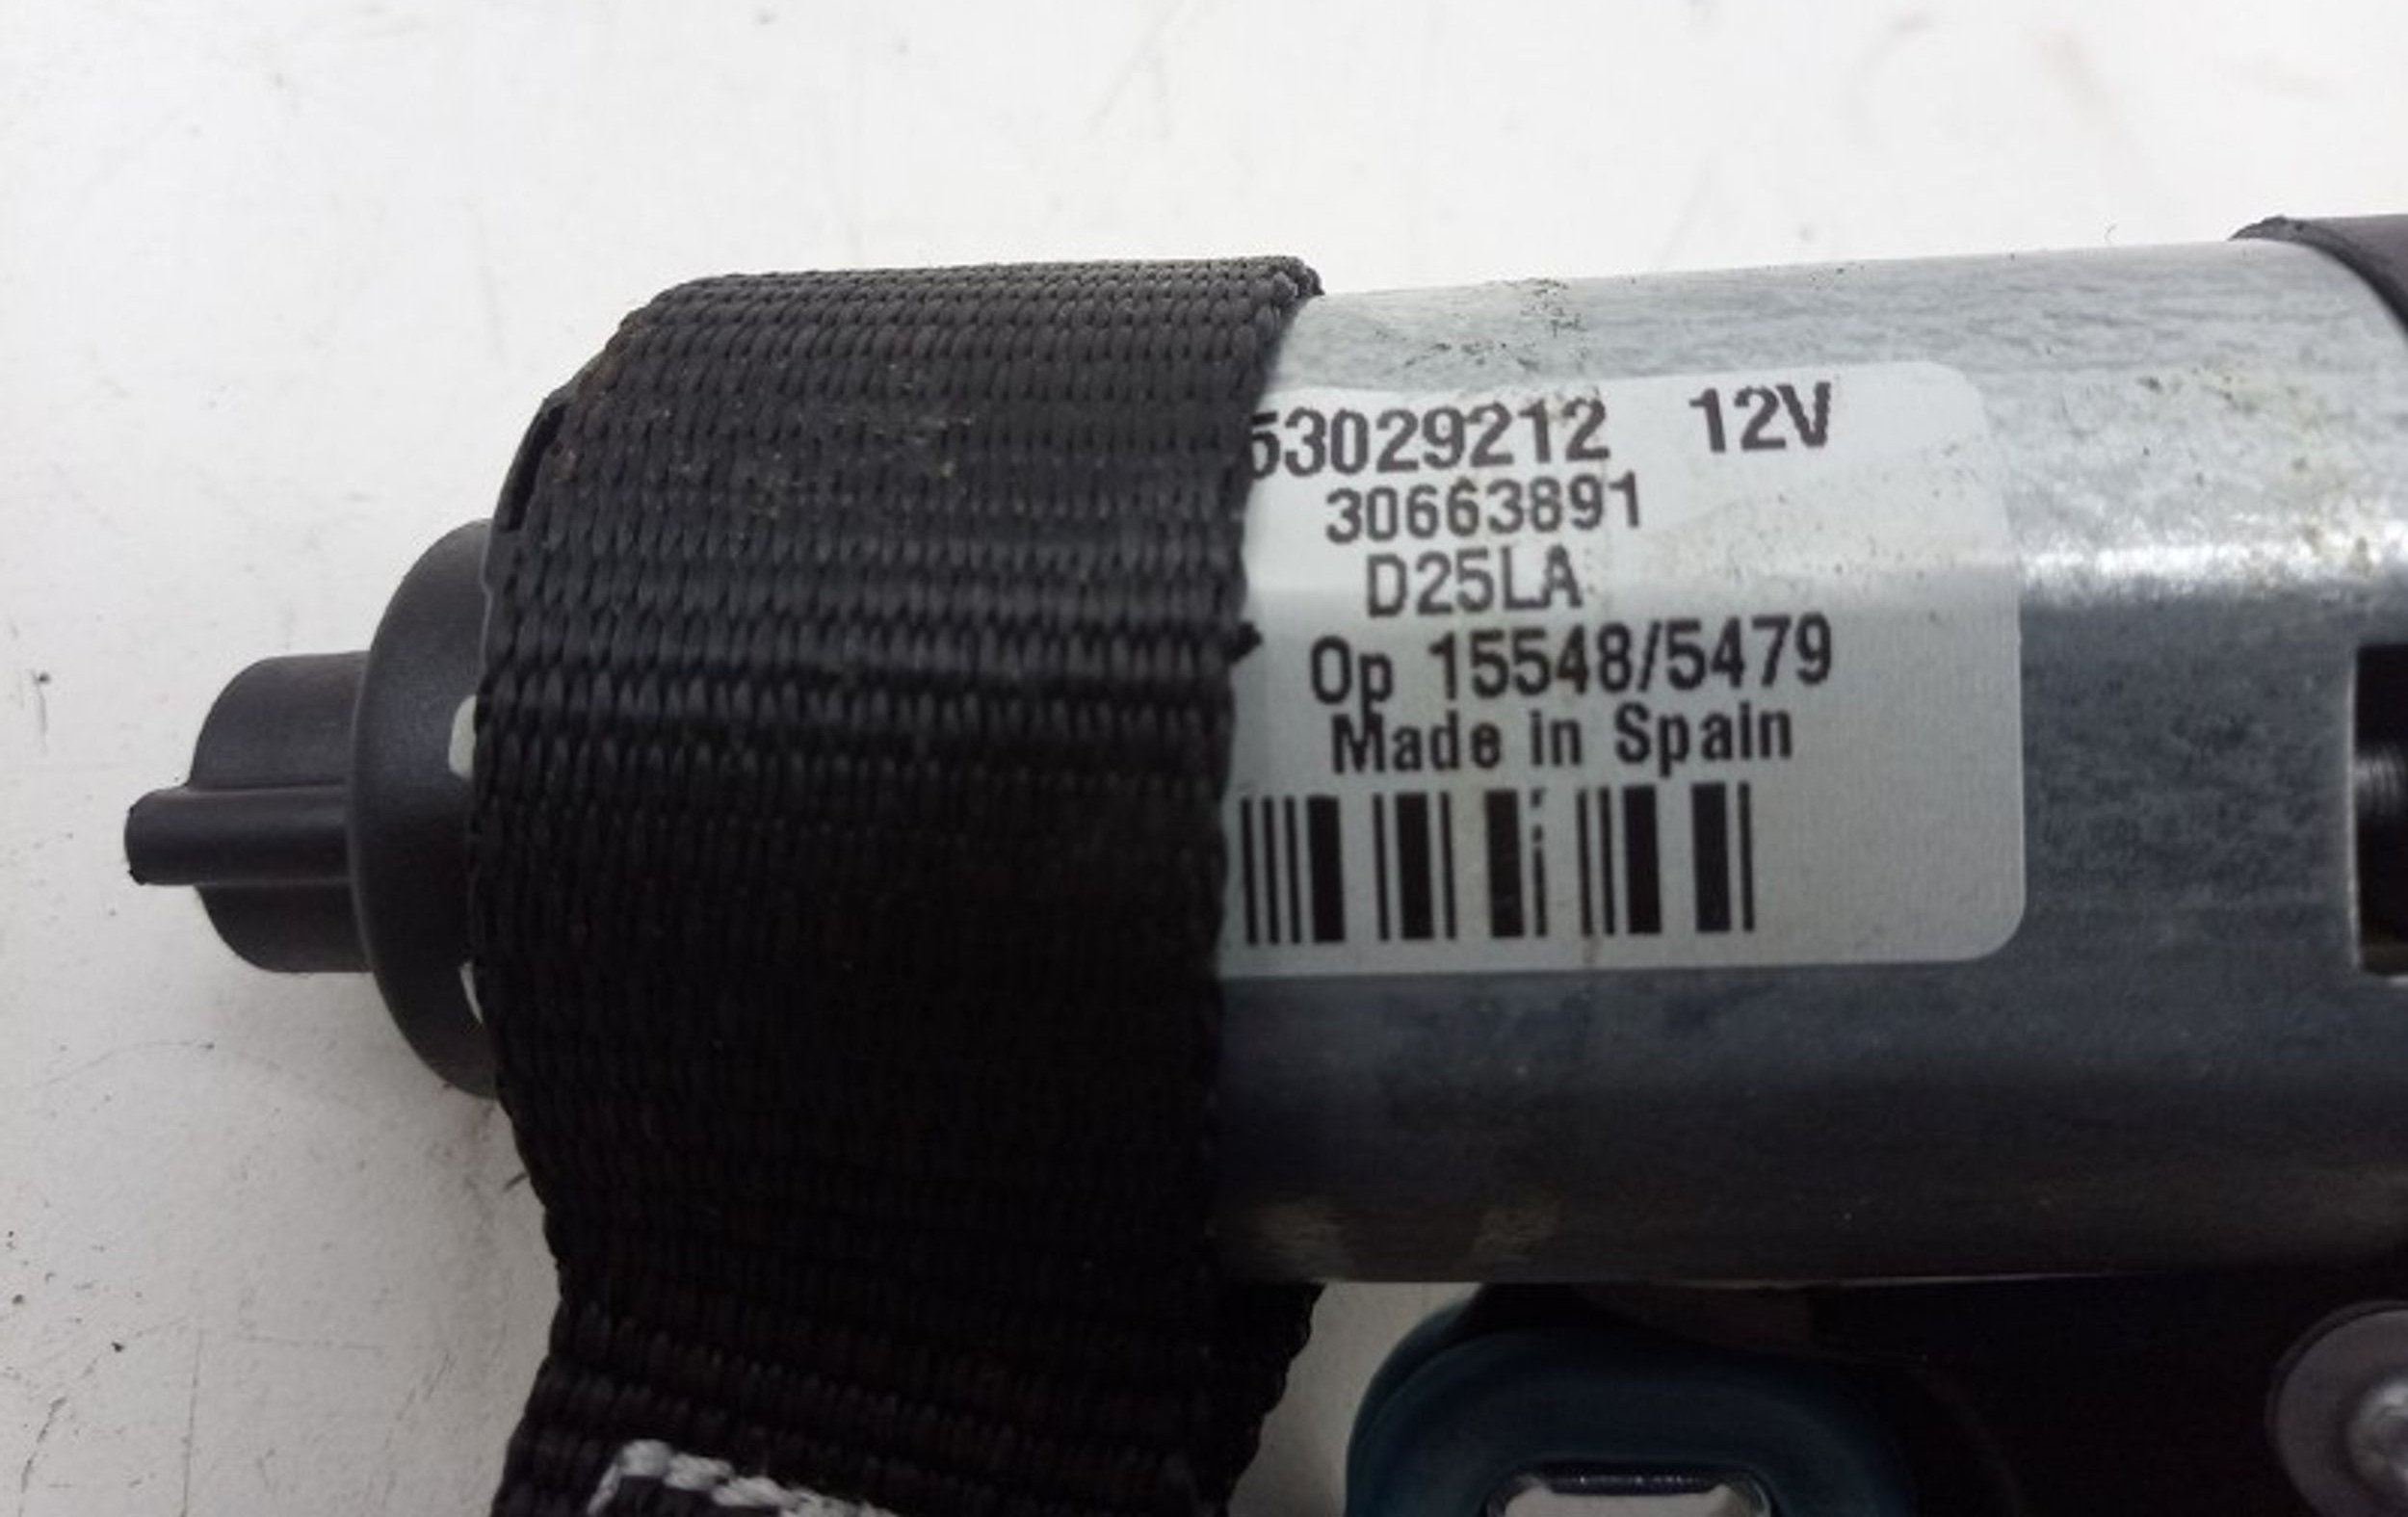 53029212 12V
30663891
D25LA
Op 15548/5479
Made in Spain